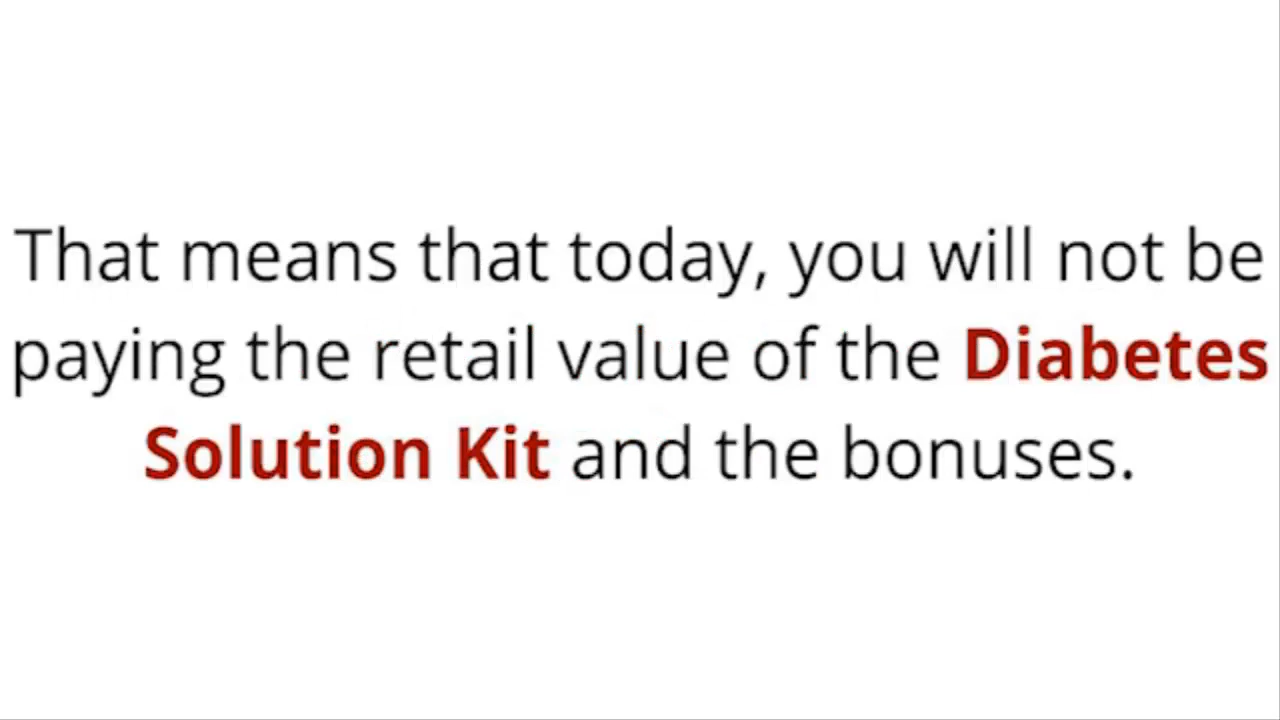 That means that today, you will not be
paying the retail value of the Diabetes
Solution Kit and the bonuses.